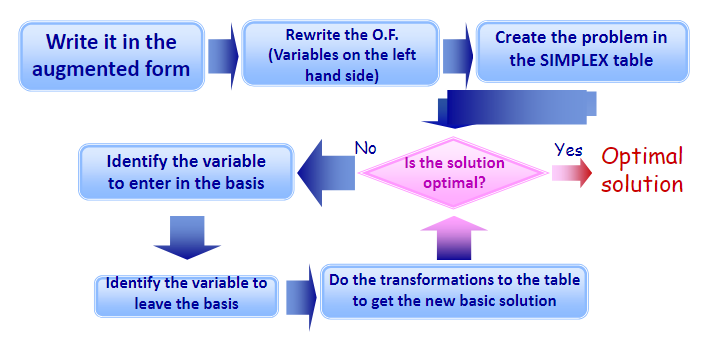 Write it in the
augmented form
Rewrite the O.F.
(Variables on the left
hand side)
Create the problem in
the SIMPLEX table
No
Is the solution
optimal?
Yes
Optimal
solution
Identify the variable
to enter in the basis
Identify the variable to
leave the basis
Do the transformations to the table
to get the new basic solution